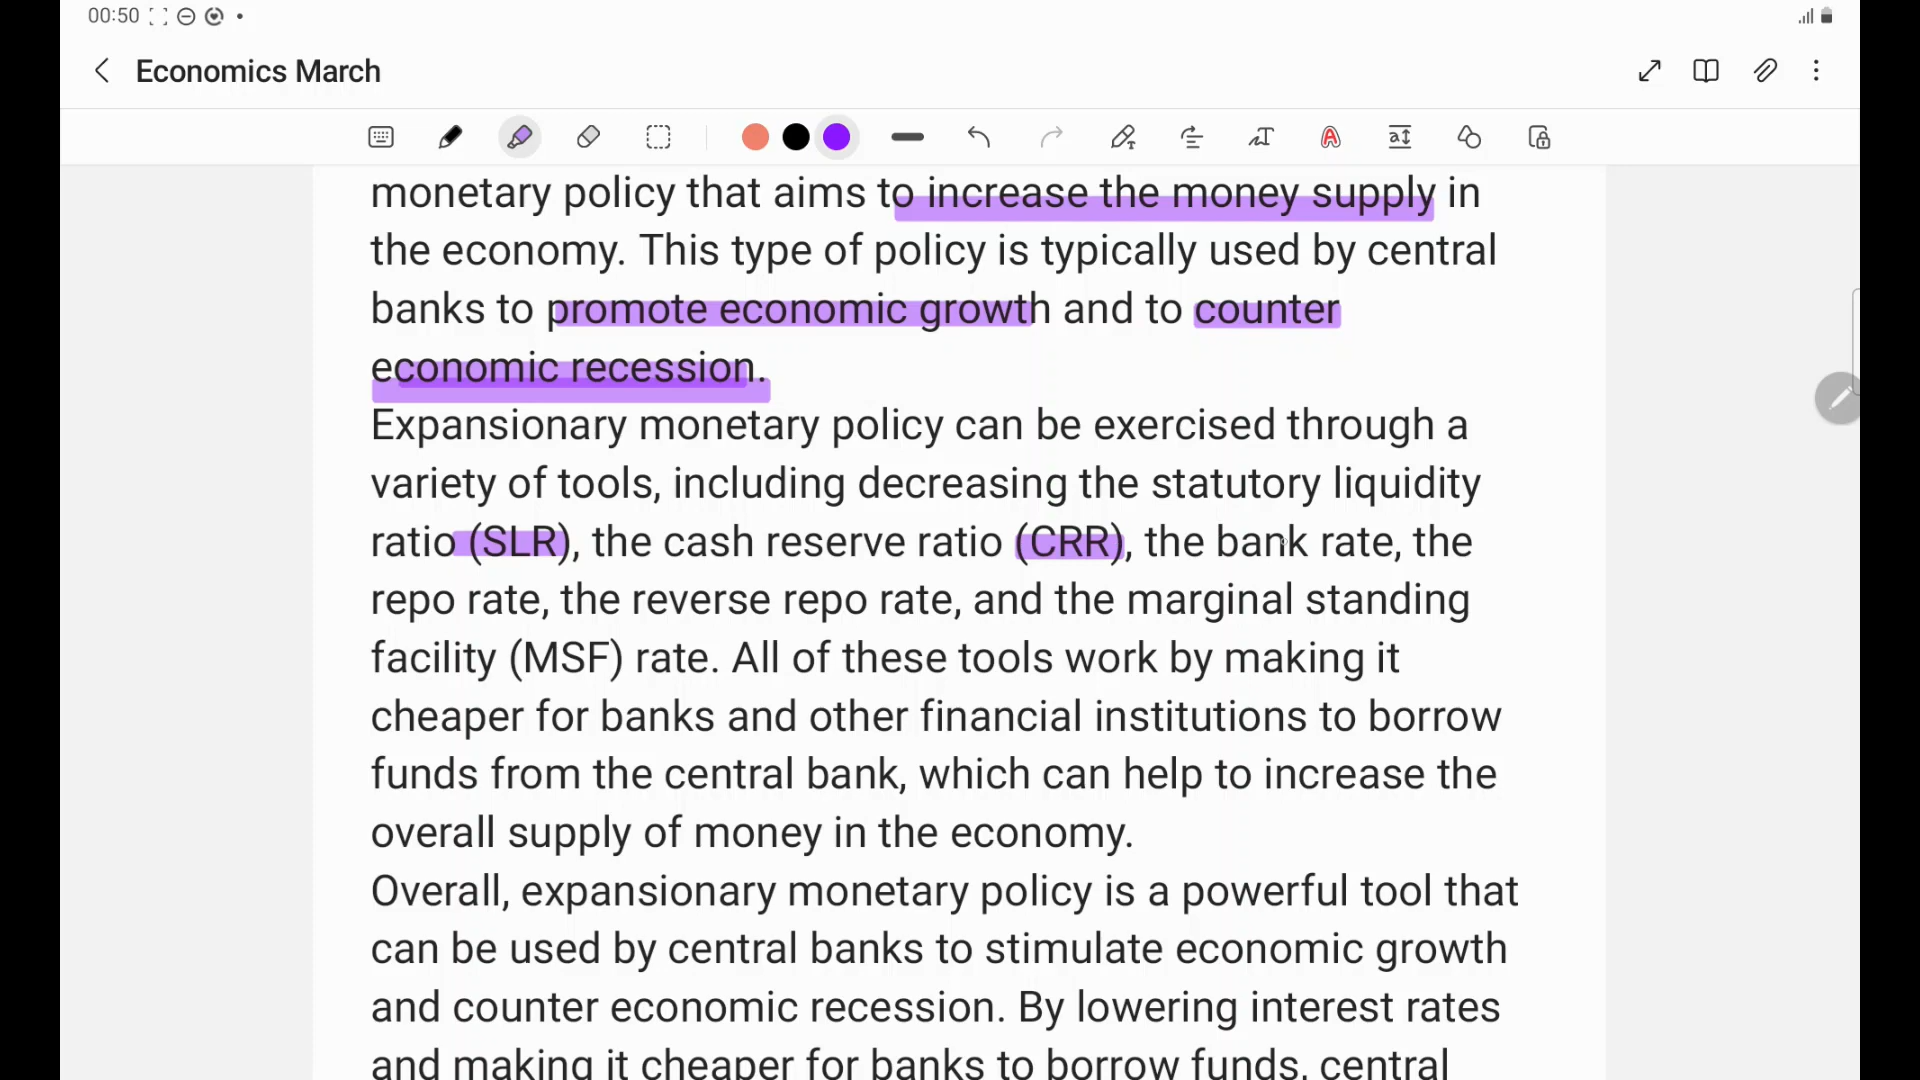 00:50
Economics March
monetary policy that aims to increase the money supply in
the economy. This type of policy is typically used by central
banks to promote economic growth and to counter
economic recession.
Expansionary monetary policy can be exercised through a
variety of tools, including decreasing the statutory liquidity
ratio (SLR), the cash reserve ratio (CRR), the bank rate, the
repo rate, the reverse repo rate, and the marginal standing
facility (MSF) rate. All of these tools work by making it
cheaper for banks and other financial institutions to borrow
funds from the central bank, which can help to increase the
overall supply of money in the economy.
Overall, expansionary monetary policy is a powerful tool that
can be used by central banks to stimulate economic growth
and counter economic recession. By lowering interest rates
and making it cheaper for banks to borrow funds, central